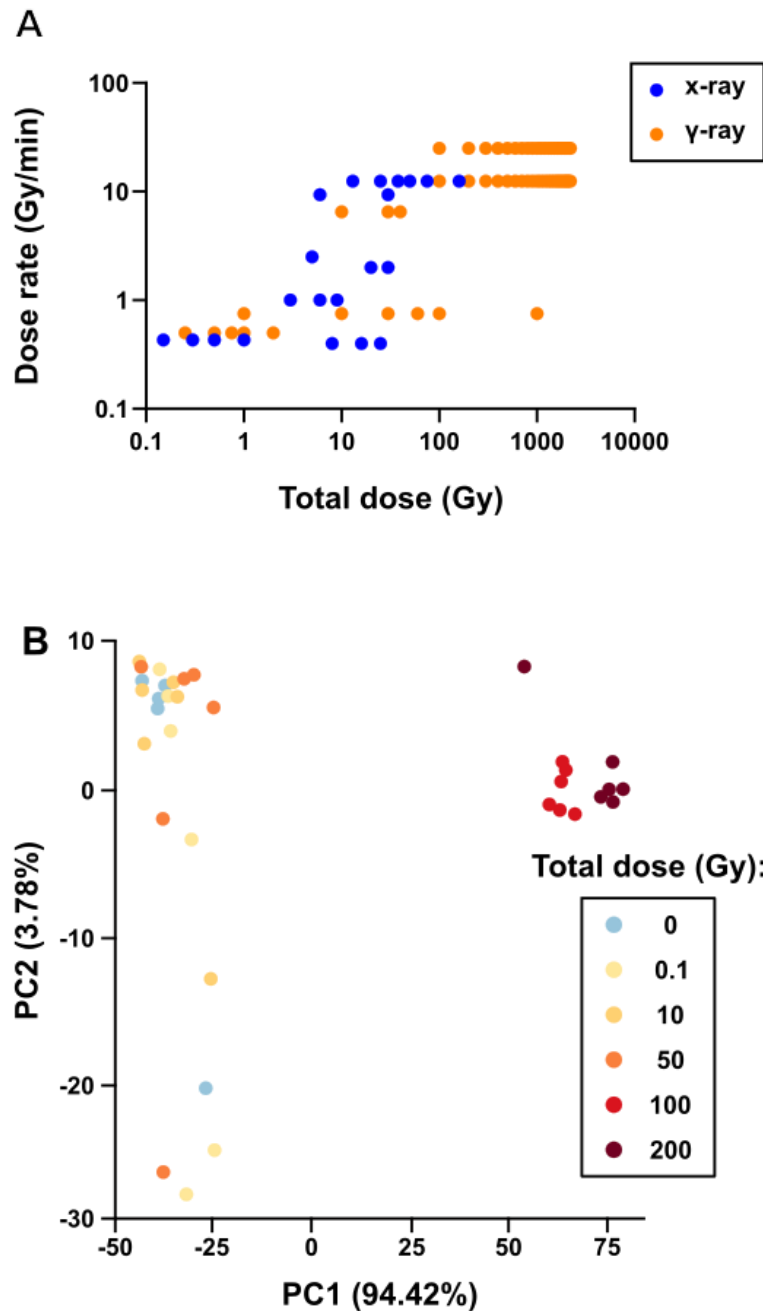 A
x-ray
γ-ray
100
10
1
0.1
Dose rate (Gy/min)
0.1 1 10 100 1000 10000
Total dose (Gy)
B
10
0
-10
-20
-30
PC2 (3.78%)
Total dose (Gy):
0
0.1
10
50
100
200
-50 -25 0 25 50 75
PC1 (94.42%)